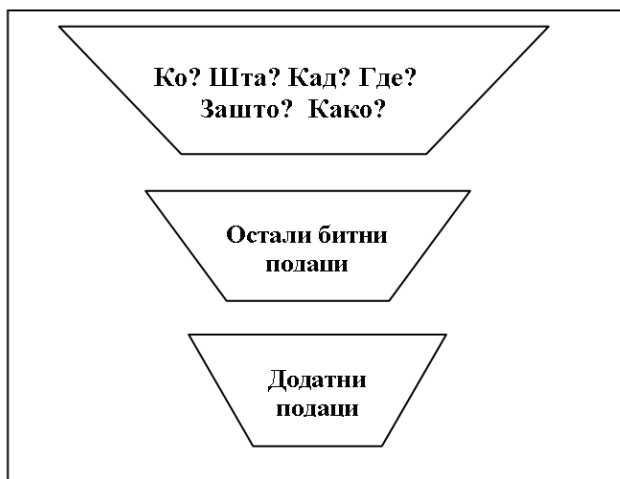 Ко? Шта? Кад? Где?
Зашто? Како?
Остали битни
подаци
Додатни
подаци